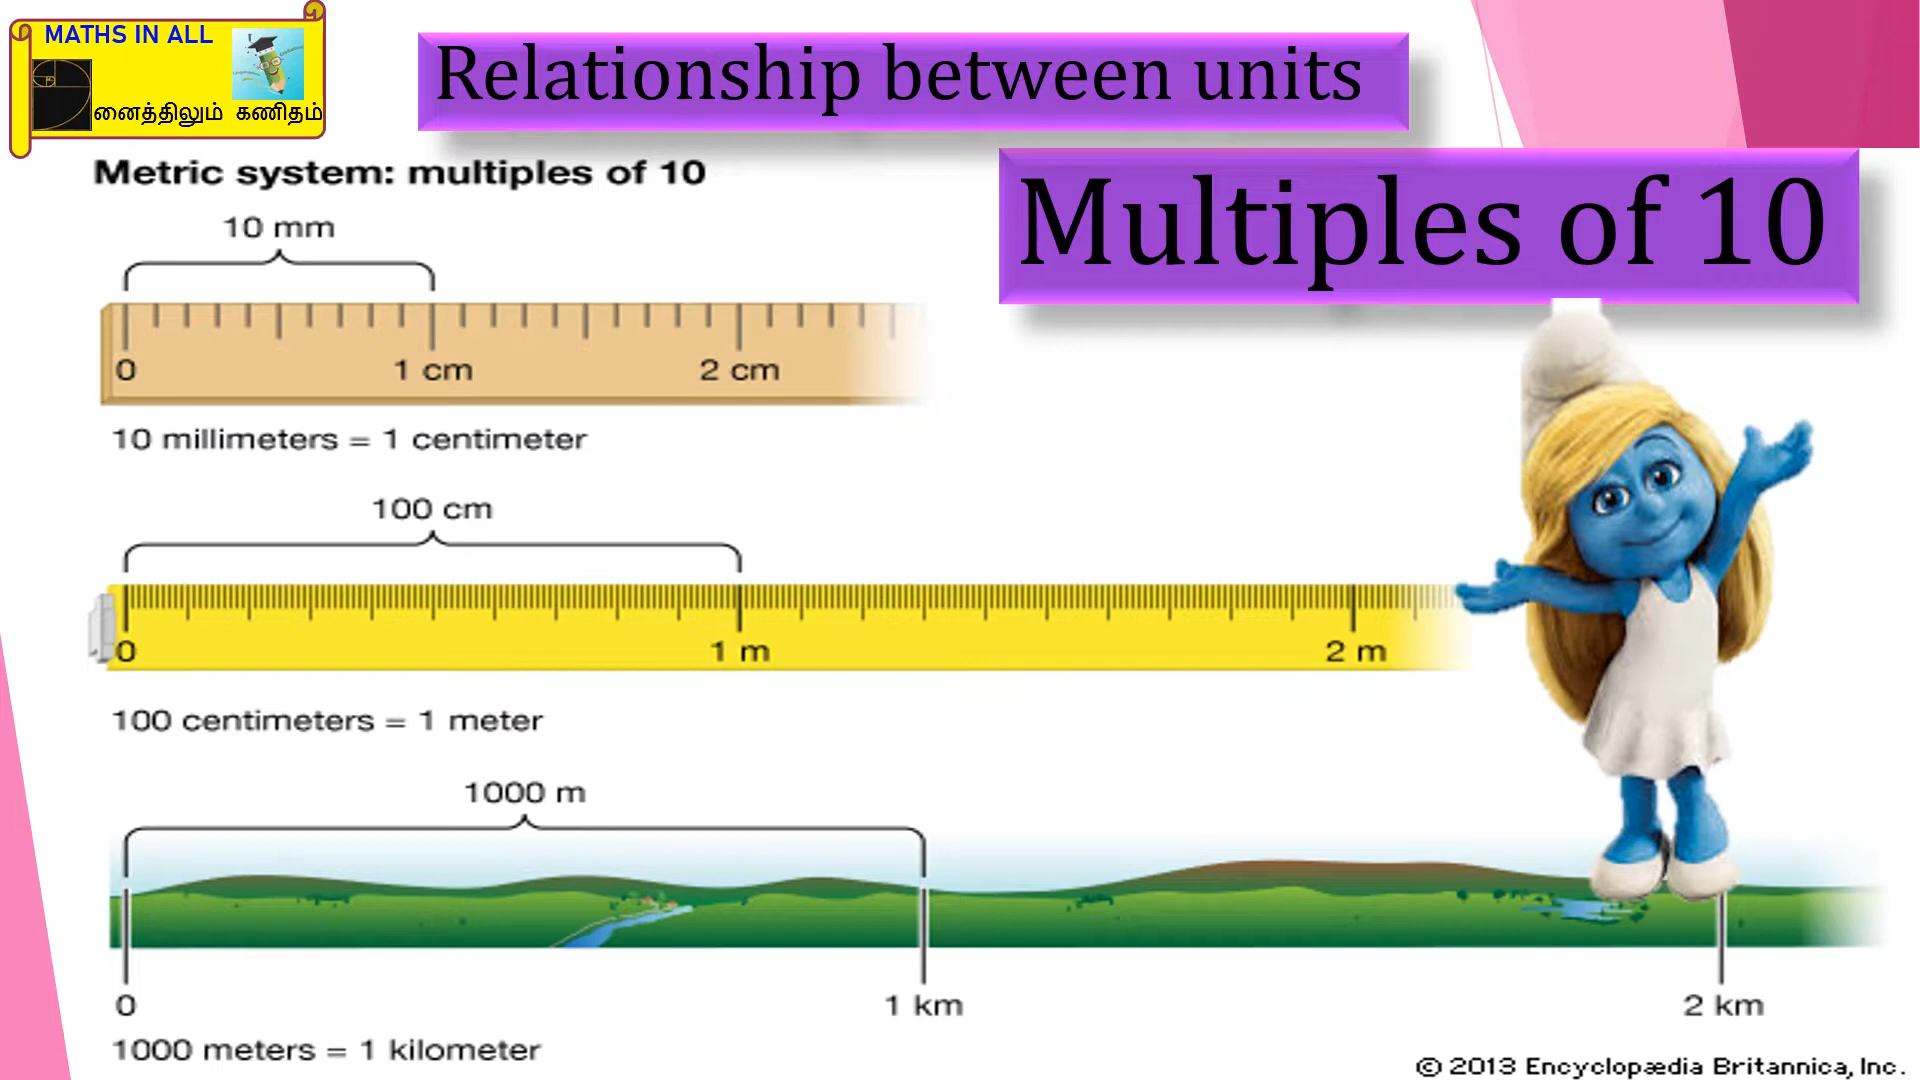 MATHS IN ALL
னைத்திலும் கணிதம்
Relationship between units
Multiples of 10
Metric system: multiples of 10
10 mm
0 1 cm 2 cm
10 millimeters = 1 centimeter
100 cm
0 1 m 2 m
100 centimeters = 1 meter
1000 m
0 1 km 2 km
1000 meters = 1 kilometer
© 2013 Encyclopædia Britannica, Inc.